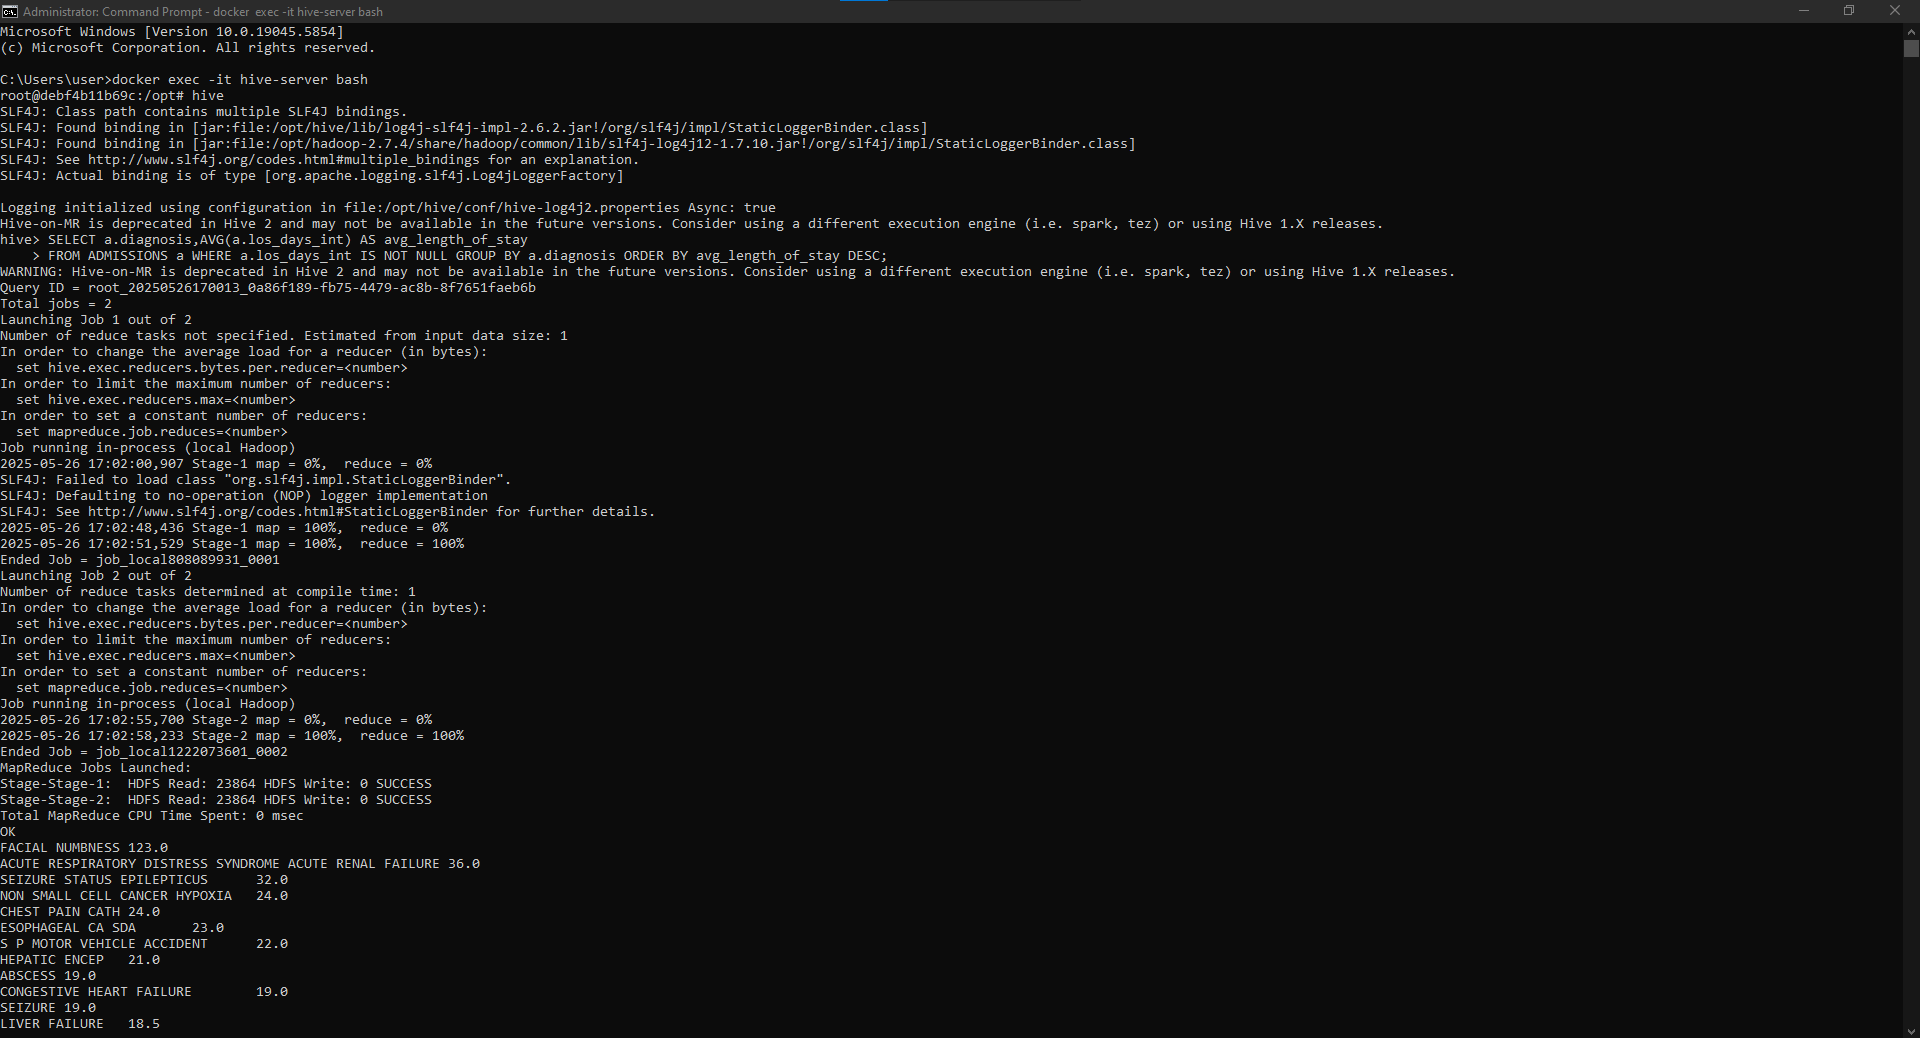 Administrator: Command Prompt - docker  exec -it hive-server bash
Microsoft Windows [Version 10.0.19045.5854]
(c) Microsoft Corporation. All rights reserved.
C:\Users\user>docker exec -it hive-server bash
root@debf4b11b69c:/opt# hive
SLF4J: Class path contains multiple SLF4J bindings.
SLF4J: Found binding in [jar:file:/opt/hive/lib/log4j-slf4j-impl-2.6.2.jar!/org/slf4j/impl/StaticLoggerBinder.class]
SLF4J: Found binding in [jar:file:/opt/hadoop-2.7.4/share/hadoop/common/lib/slf4j-log4j12-1.7.10.jar!/org/slf4j/impl/StaticLoggerBinder.class]
SLF4J: See http://www.slf4j.org/codes.html#multiple_bindings for an explanation.
SLF4J: Actual binding is of type [org.apache.logging.slf4j.Log4jLoggerFactory]
Logging initialized using configuration in file:/opt/hive/conf/hive-log4j2.properties Async: true
Hive-on-MR is deprecated in Hive 2 and may not be available in the future versions. Consider using a different execution engine (i.e. spark, tez) or using Hive 1.X releases.
hive> SELECT a.diagnosis,AVG(a.los_days_int) AS avg_length_of_stay
    > FROM ADMISSIONS a WHERE a.los_days_int IS NOT NULL GROUP BY a.diagnosis ORDER BY avg_length_of_stay DESC;
WARNING: Hive-on-MR is deprecated in Hive 2 and may not be available in the future versions. Consider using a different execution engine (i.e. spark, tez) or using Hive 1.X releases.
Query ID = root_20250526170013_0a86f189-fb75-4479-ac8b-8f7651faeb6b
Total jobs = 2
Launching Job 1 out of 2
Number of reduce tasks not specified. Estimated from input data size: 1
In order to change the average load for a reducer (in bytes):
  set hive.exec.reducers.bytes.per.reducer=<number>
In order to limit the maximum number of reducers:
  set hive.exec.reducers.max=<number>
In order to set a constant number of reducers:
  set mapreduce.job.reduces=<number>
Job running in-process (local Hadoop)
2025-05-26 17:02:00,907 Stage-1 map = 0%,  reduce = 0%
SLF4J: Failed to load class "org.slf4j.impl.StaticLoggerBinder".
SLF4J: Defaulting to no-operation (NOP) logger implementation
SLF4J: See http://www.slf4j.org/codes.html#StaticLoggerBinder for further details.
2025-05-26 17:02:48,436 Stage-1 map = 100%,  reduce = 0%
2025-05-26 17:02:51,529 Stage-1 map = 100%,  reduce = 100%
Ended Job = job_local808089931_0001
Launching Job 2 out of 2
Number of reduce tasks determined at compile time: 1
In order to change the average load for a reducer (in bytes):
  set hive.exec.reducers.bytes.per.reducer=<number>
In order to limit the maximum number of reducers:
  set hive.exec.reducers.max=<number>
In order to set a constant number of reducers:
  set mapreduce.job.reduces=<number>
Job running in-process (local Hadoop)
2025-05-26 17:02:55,700 Stage-2 map = 0%,  reduce = 0%
2025-05-26 17:02:58,233 Stage-2 map = 100%,  reduce = 100%
Ended Job = job_local1222073601_0002
MapReduce Jobs Launched:
Stage-Stage-1:  HDFS Read: 23864 HDFS Write: 0 SUCCESS
Stage-Stage-2:  HDFS Read: 23864 HDFS Write: 0 SUCCESS
Total MapReduce CPU Time Spent: 0 msec
OK
FACIAL NUMBNESS 123.0
ACUTE RESPIRATORY DISTRESS SYNDROME ACUTE RENAL FAILURE 36.0
SEIZURE STATUS EPILEPTICUS      32.0
NON SMALL CELL CANCER HYPOXIA   24.0
CHEST PAIN CATH 24.0
ESOPHAGEAL CA SDA       23.0
S P MOTOR VEHICLE ACCIDENT      22.0
HEPATIC ENCEP   21.0
ABSCESS 19.0
CONGESTIVE HEART FAILURE        19.0
SEIZURE 19.0
LIVER FAILURE   18.5